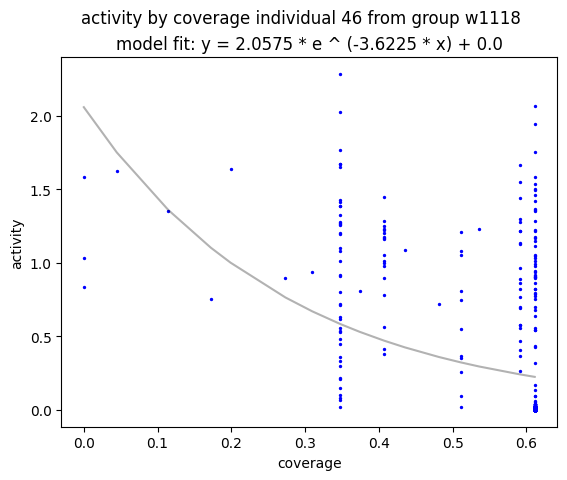 activity by coverage individual 46 from group w1118
model fit: y = 2.0575 * e ^ (-3.6225 * x) + 0.0
2.0
1.5
1.0
0.5
0.0
activity
0.0 0.1 0.2 0.3 0.4 0.5 0.6
coverage